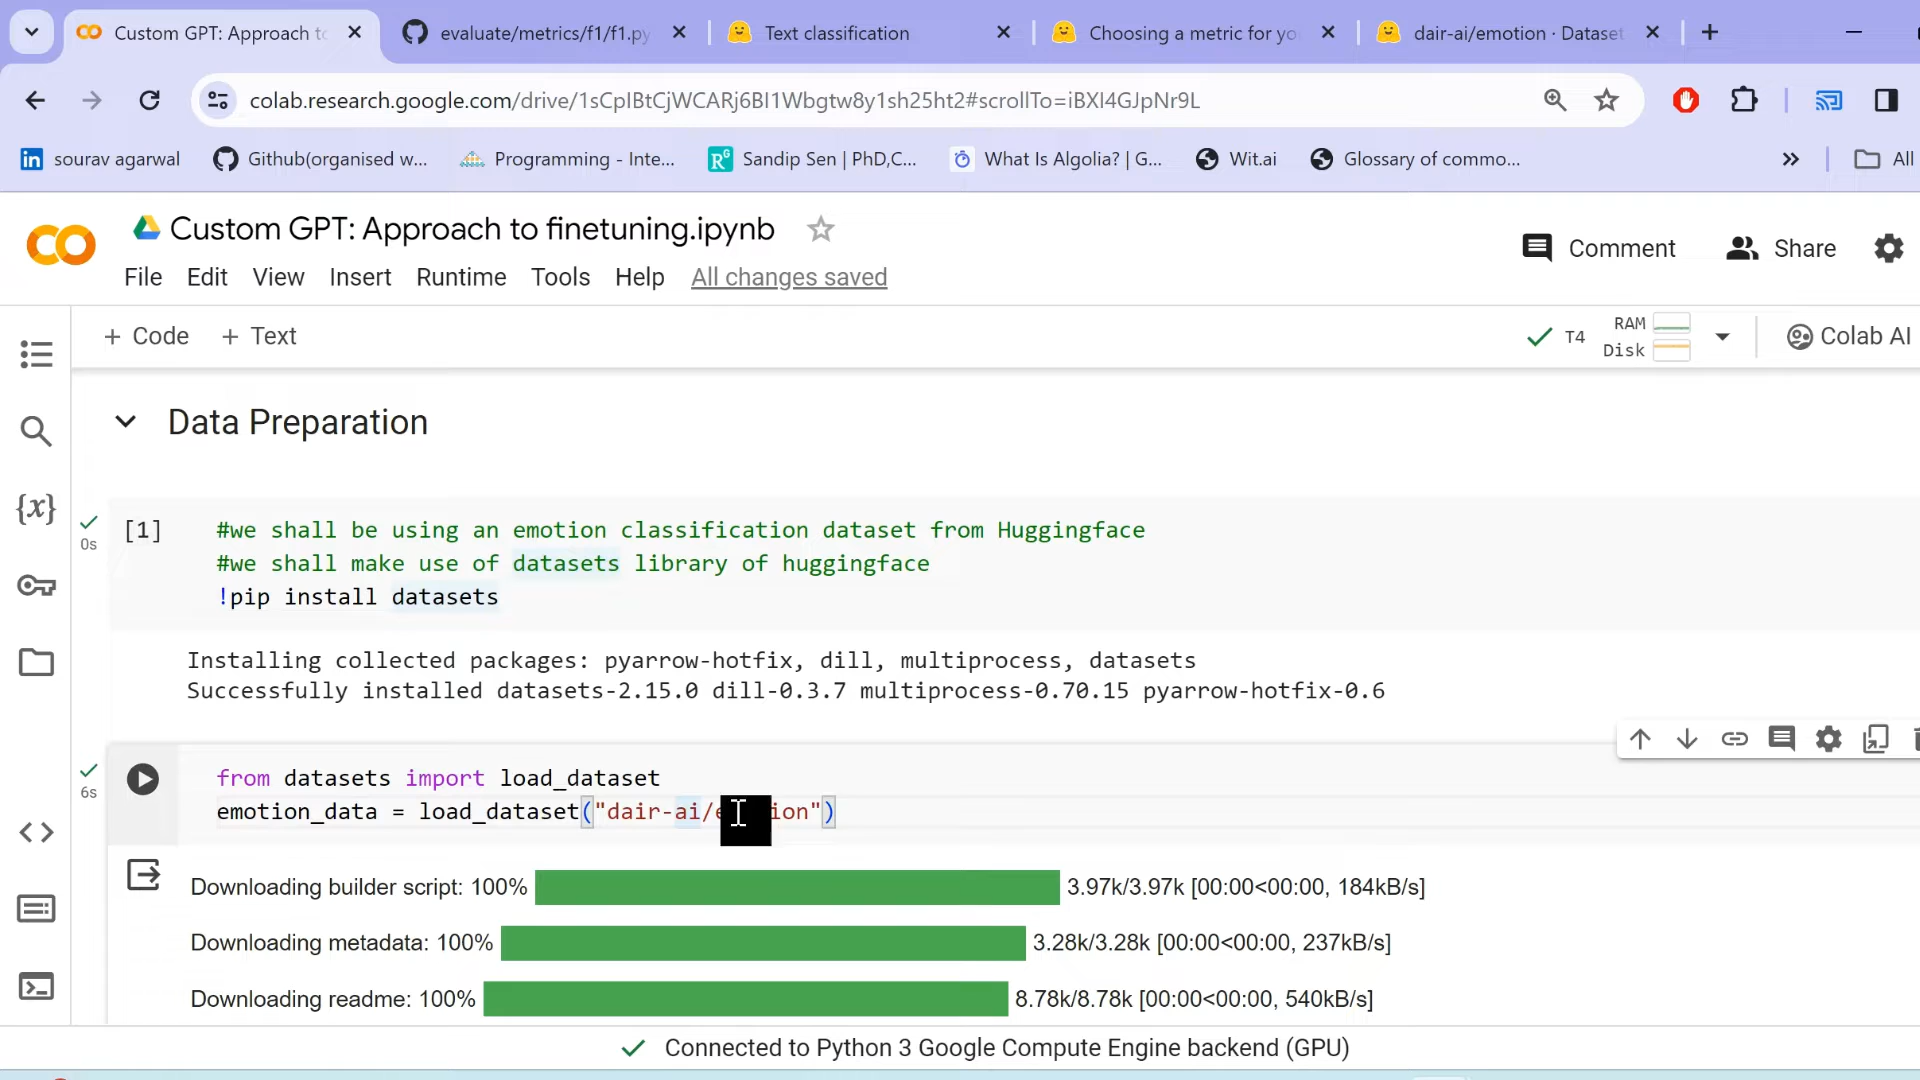 Custom GPT: Approach to
evaluate/metrics/f1/f1.py
Text classification
Choosing a metric for yo
dair-ai/emotion · Dataset
colab.research.google.com/drive/1sCpIBtCjWCARj6BI1Wbgtw8y1sh25ht2#scrollTo=iBXI4GJpNr9L
sourav agarwal
Github(organised w...
Programming - Inte...
Sandip Sen | PhD,C...
What Is Algolia? | G...
Wit.ai
Glossary of commo...
All
Custom GPT: Approach to finetuning.ipynb
Comment
Share
File Edit View Insert Runtime Tools Help All changes saved
+ Code + Text
T4
RAM
Disk
Colab AI
Data Preparation
[1]
0s
#we shall be using an emotion classification dataset from Huggingface
#we shall make use of datasets library of huggingface
!pip install datasets
Installing collected packages: pyarrow-hotfix, dill, multiprocess, datasets
Successfully installed datasets-2.15.0 dill-0.3.7 multiprocess-0.70.15 pyarrow-hotfix-0.6
6s
from datasets import load_dataset
emotion_data = load_dataset("dair-ai/e ion")
Downloading builder script: 100% 3.97k/3.97k [00:00<00:00, 184kB/s]
Downloading metadata: 100% 3.28k/3.28k [00:00<00:00, 237kB/s]
Downloading readme: 100% 8.78k/8.78k [00:00<00:00, 540kB/s]
Connected to Python 3 Google Compute Engine backend (GPU)